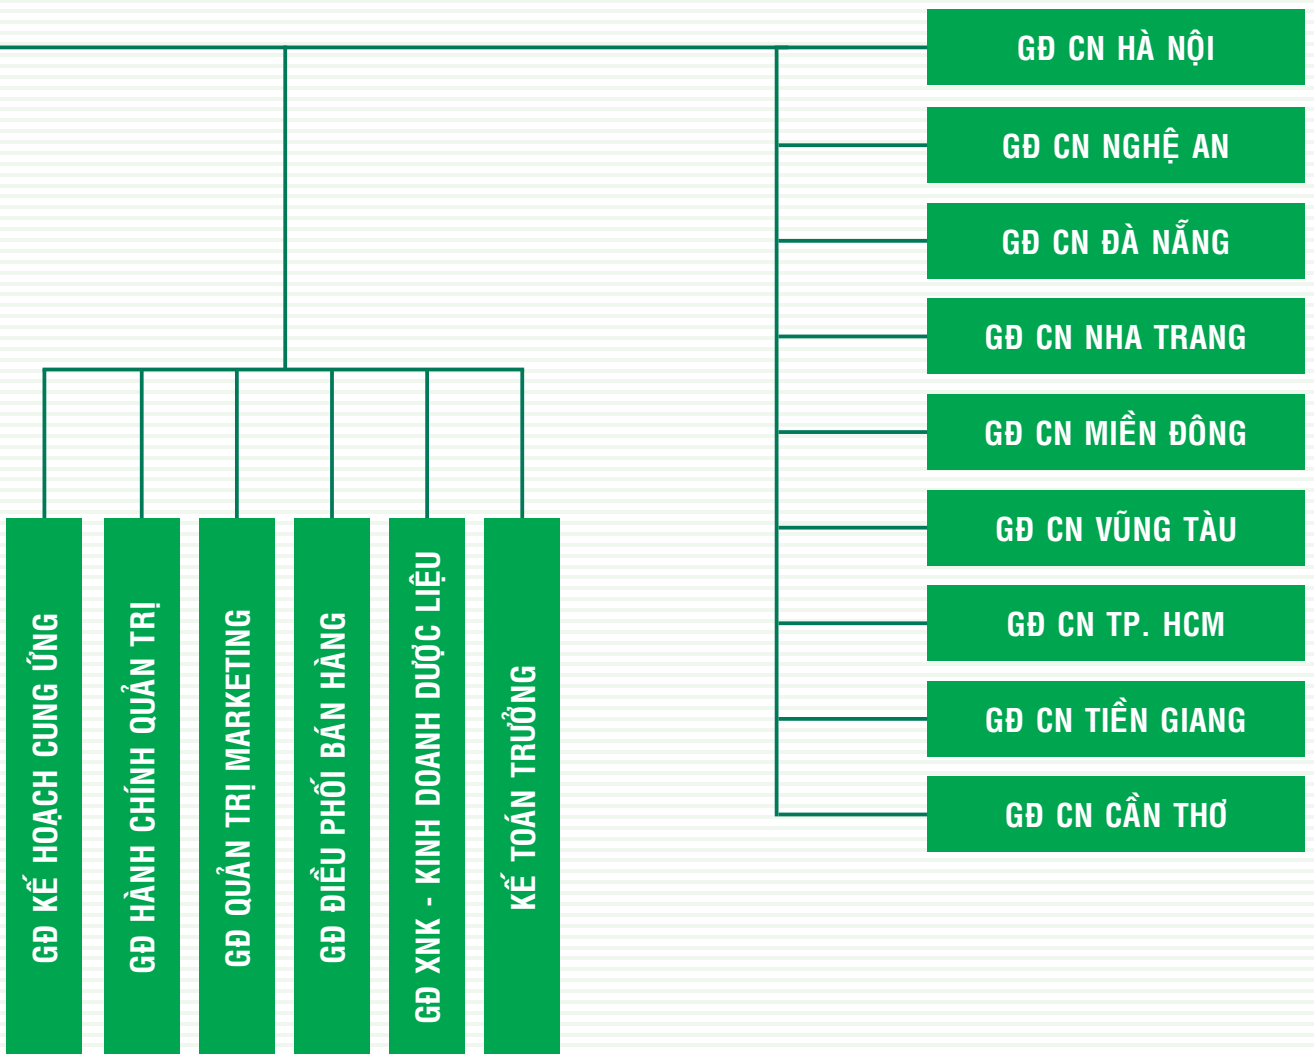 GĐ CN HÀ NỘI
GĐ CN NGHỆ AN
GĐ CN ĐÀ NẴNG
GĐ CN NHA TRANG
GĐ CN MIỀN ĐÔNG
GĐ CN VŨNG TÀU
GĐ CN TP. HCM
GĐ CN TIỀN GIANG
GĐ CN CẦN THƠ
GĐ KẾ HOẠCH CUNG ỨNG
GĐ HÀNH CHÍNH QUẢN TRỊ
GĐ QUẢN TRỊ MARKETING
GĐ ĐIỀU PHỐI BÁN HÀNG
GĐ XNK - KINH DOANH DƯỢC LIỆU
KẾ TOÁN TRƯỞNG